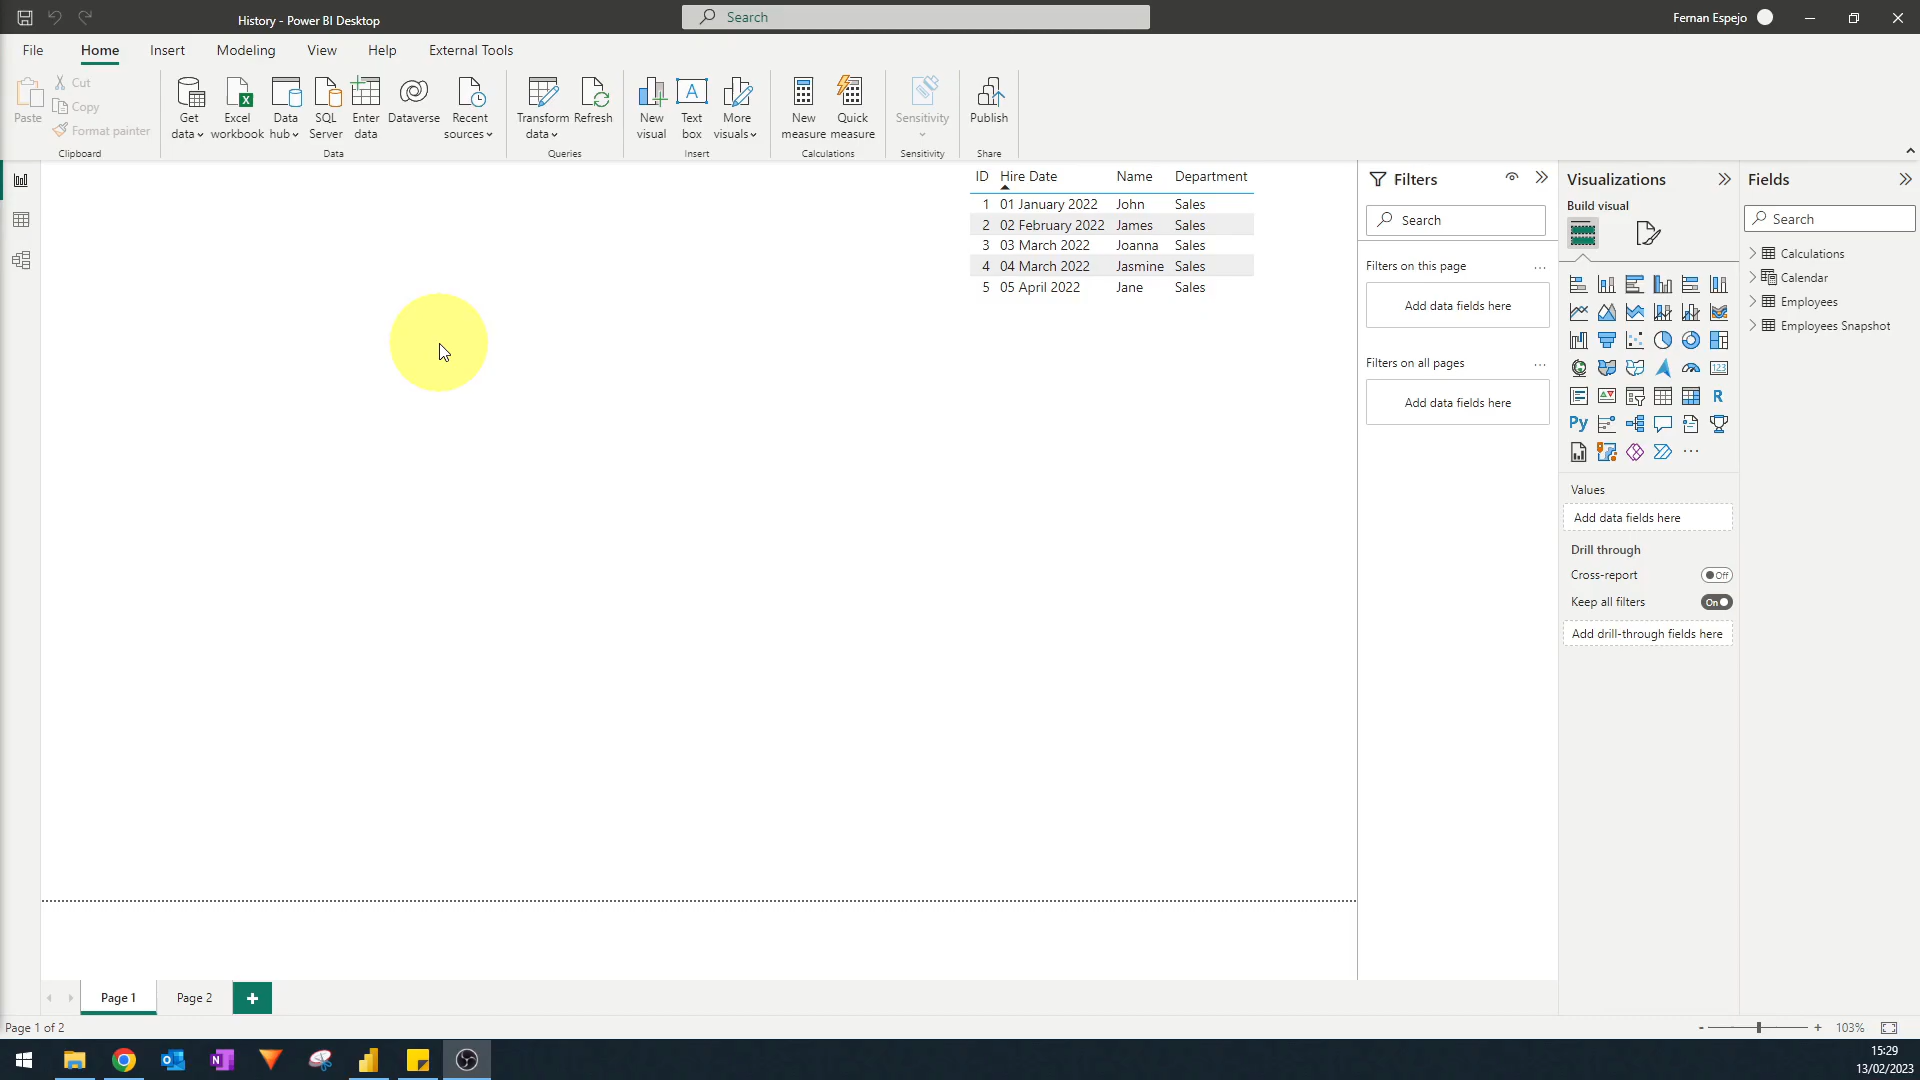 History - Power BI Desktop
Search
Fernan Espejo
File Home Insert Modeling View Help External Tools
Paste
Cut
Copy
Format painter
Clipboard
Get data
Excel workbook
Data hub
SQL Server
Enter data
Dataverse
Recent sources
Data
Transform data
Refresh
Queries
New visual
Text box
More visuals
Insert
New measure
Quick measure
Calculations
Sensitivity
Sensitivity
Publish
Share
ID Hire Date Name Department
1 01 January 2022 John Sales
2 02 February 2022 James Sales
3 03 March 2022 Joanna Sales
4 04 March 2022 Jasmine Sales
5 05 April 2022 Jane Sales
Filters
Search
Filters on this page ...
Add data fields here
Filters on all pages ...
Add data fields here
Visualizations
Build visual
123
R
Py
...
Values
Add data fields here
Drill through
Cross-report Off
Keep all filters On
Add drill-through fields here
Fields
Search
Calculations
Calendar
Employees
Employees Snapshot
Page 1 Page 2 +
Page 1 of 2
- + 103%
15:29
13/02/2023